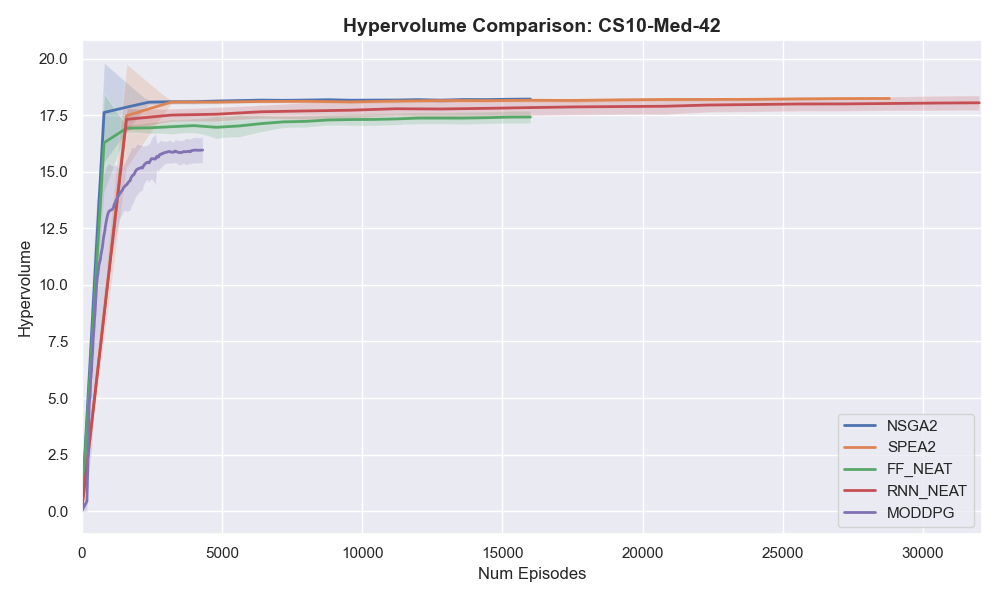 Hypervolume Comparison: CS10-Med-42
Hypervolume
20.0
17.5
15.0
12.5
10.0
7.5
5.0
2.5
0.0
0 5000 10000 15000 20000 25000 30000
Num Episodes
NSGA2
SPEA2
FF_NEAT
RNN_NEAT
MODDPG